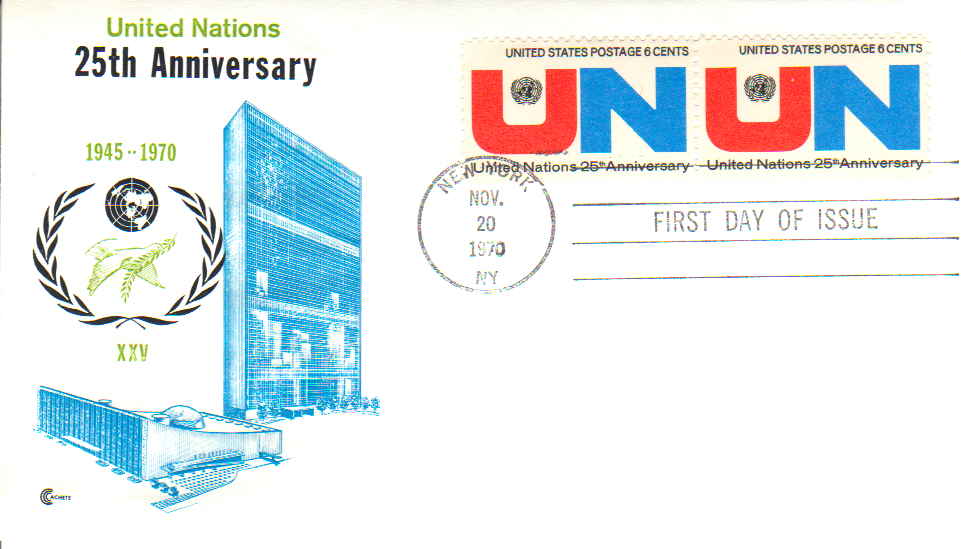 United Nations
25th Anniversary
1945--1970
XXV
CACHETS
UNITED STATES POSTAGE 6 CENTS
UN
United Nations 25th Anniversary
UNITED STATES POSTAGE 6 CENTS
UN
United Nations 25th Anniversary
NEW YORK
NOV.
20
1970
NY
FIRST DAY OF ISSUE